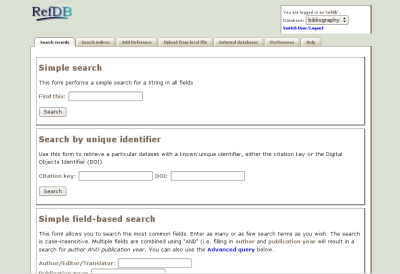 RefDB
You are logged in as 'refdb'.
Database: bibliography
Switch User/Logout
Search records
Search indices
Add Reference
Upload from local file
External databases
Preferences
Help
Simple search
This form performs a simple search for a string in all fields
Find this:
Search
Search by unique identifier
Use this form to retrieve a particular dataset with a known unique identifier, either the citation key or the Digital
Objects Identifier (DOI).
Citation key: DOI:
Search
Simple field-based search
This form allows you to search the most common fields. Enter as many or few search terms as you wish. The search
is case-insensitive. Multiple fields are combined using "AND" (i.e. filling in author and publication year will result in a
search for author AND publication year. You can also use the Advanced query below.
Author/Editor/Translator:
Publication Year: